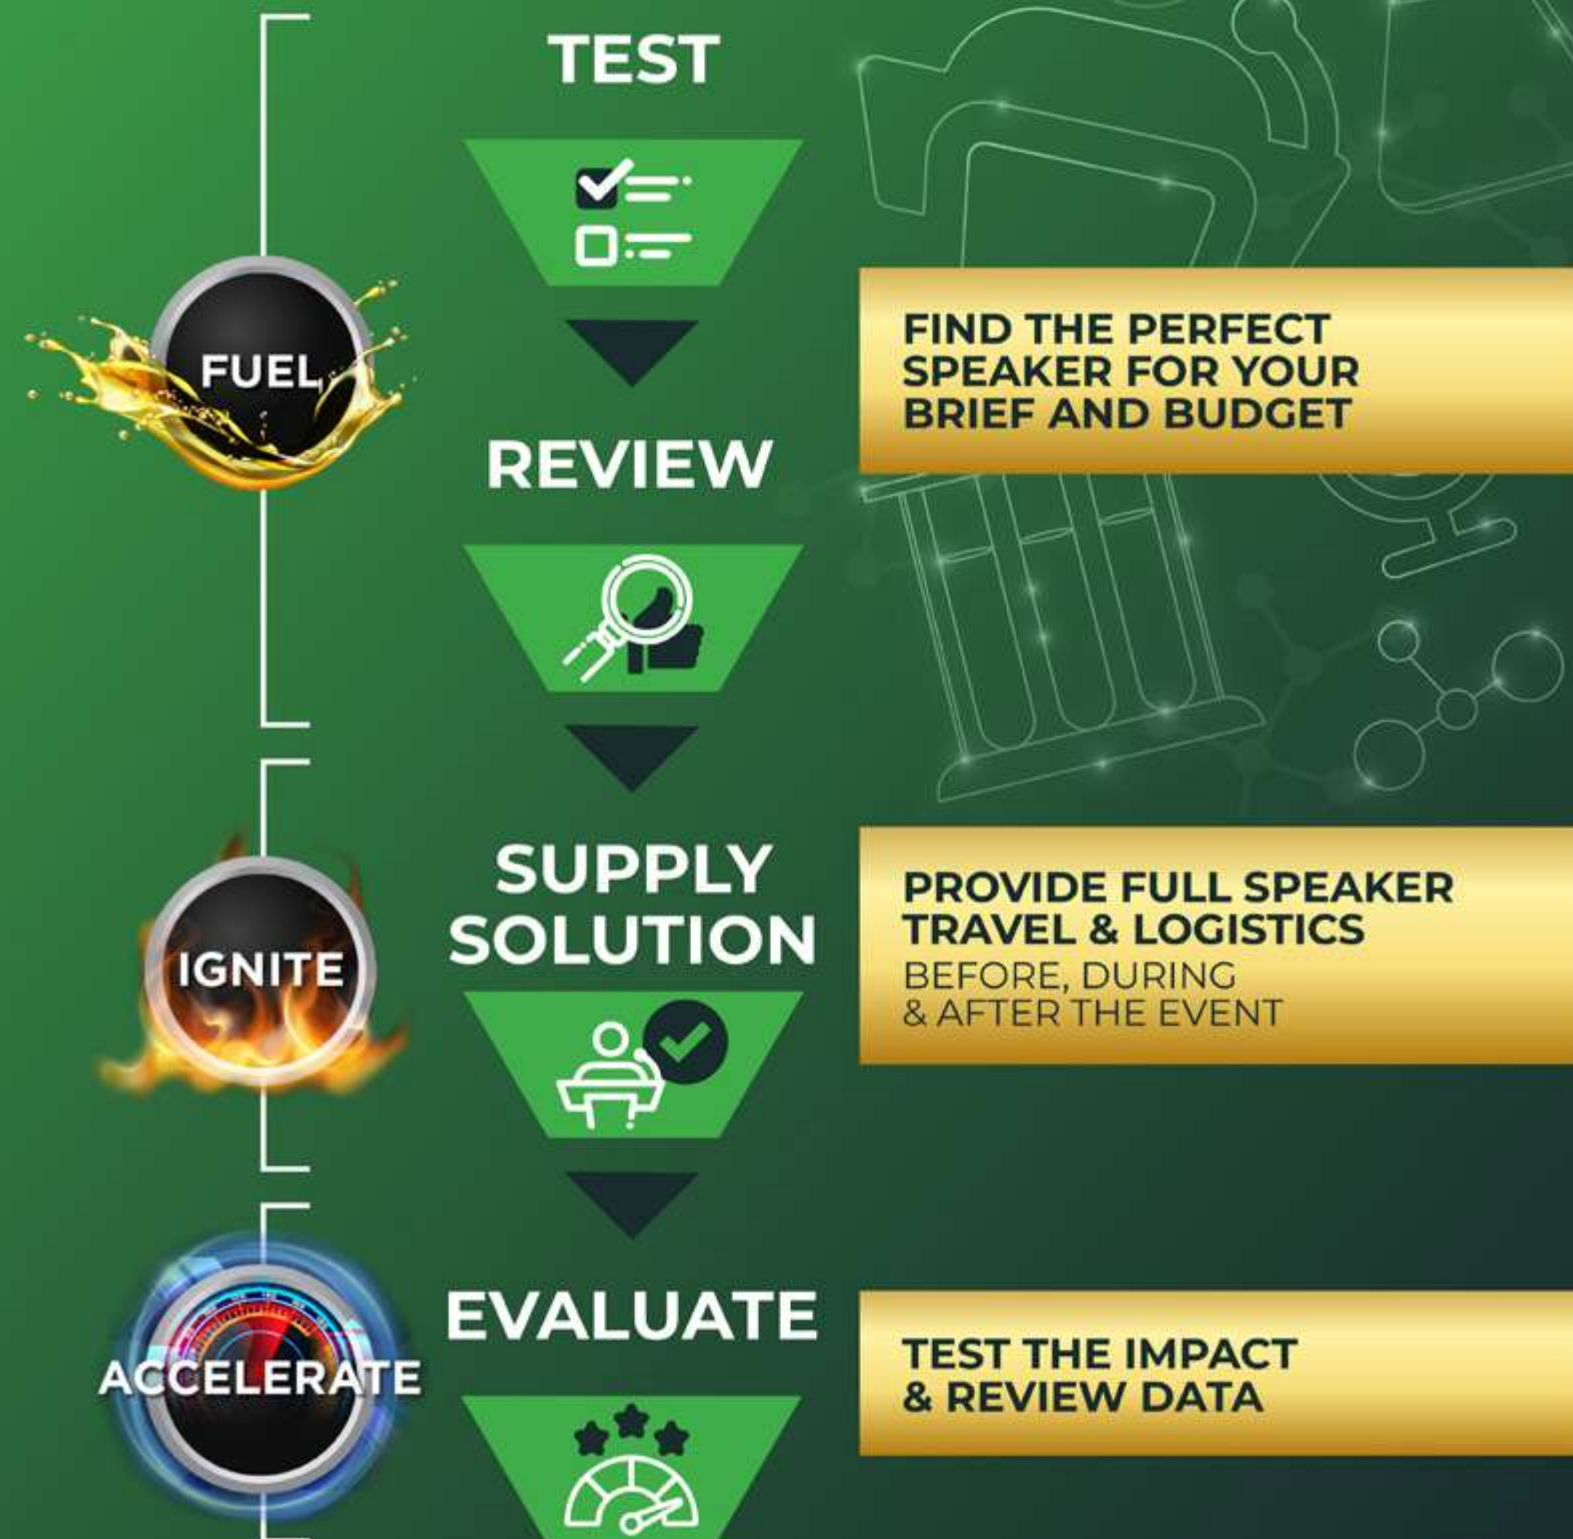 TEST
FUEL
FIND THE PERFECT
SPEAKER FOR YOUR
BRIEF AND BUDGET
REVIEW
SUPPLY
SOLUTION
IGNITE
PROVIDE FULL SPEAKER
TRAVEL & LOGISTICS
BEFORE, DURING
& AFTER THE EVENT
EVALUATE
ACCELERATE
TEST THE IMPACT
& REVIEW DATA